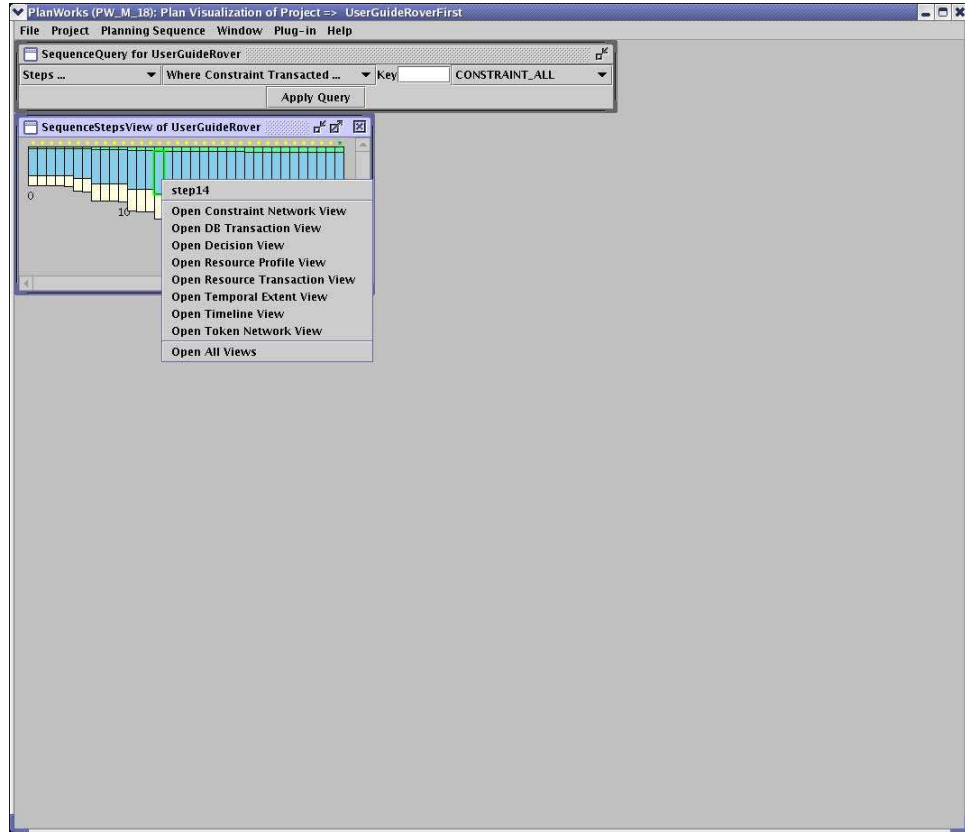 PlanWorks (PW_M_18): Plan Visualization of Project => UserGuideRoverFirst
File Project Planning Sequence Window Plug-in Help
SequenceQuery for UserGuideRover
Steps ... Where Constraint Transacted ... Key CONSTRAINT_ALL
Apply Query
SequenceStepsView of UserGuideRover
0
10
step14
Open Constraint Network View
Open DB Transaction View
Open Decision View
Open Resource Profile View
Open Resource Transaction View
Open Temporal Extent View
Open Timeline View
Open Token Network View
Open All Views